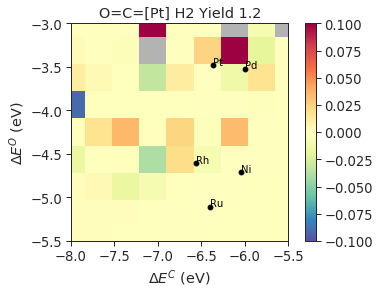 O=C=[Pt] H2 Yield 1.2
−3.0
−3.5
−4.0
−4.5
−5.0
−5.5
ΔE^O (eV)
Pt
Pd
Rh
Ni
Ru
−8.0 −7.5 −7.0 −6.5 −6.0 −5.5
ΔE^C (eV)
0.100
0.075
0.050
0.025
0.000
−0.025
−0.050
−0.075
−0.100